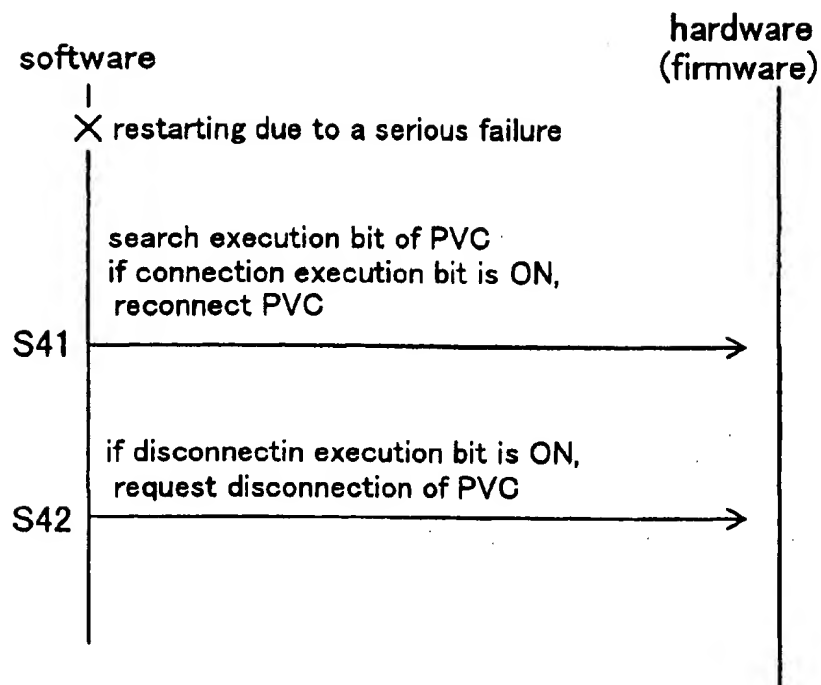 software
hardware
(firmware)
restarting due to a serious failure
search execution bit of PVC
if connection execution bit is ON,
reconnect PVC
S41
if disconnectin execution bit is ON,
request disconnection of PVC
S42